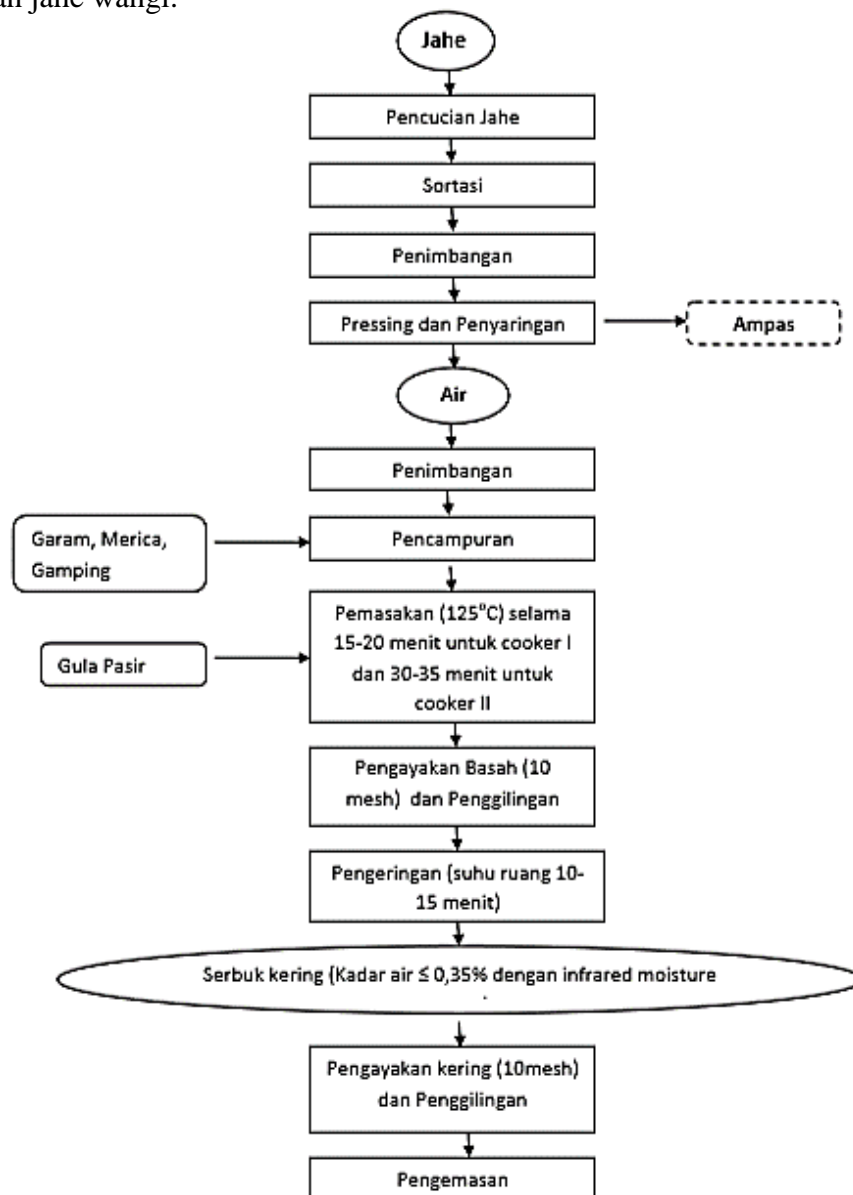 jahe wangi.
Jahe
Pencucian Jahe
Sortasi
Penimbangan
Pressing dan Penyaringan
Ampas
Air
Penimbangan
Garam, Merica,
Gamping
Pencampuran
Pemasakan (125°C) selama
15-20 menit untuk cooker I
dan 30-35 menit untuk
cooker II
Gula Pasir
Pengayakan Basah (10
mesh) dan Penggilingan
Pengeringan (suhu ruang 10-
15 menit)
Serbuk kering (Kadar air ≤ 0,35% dengan infrared moisture
.
Pengayakan kering (10mesh)
dan Penggilingan
Pengemasan